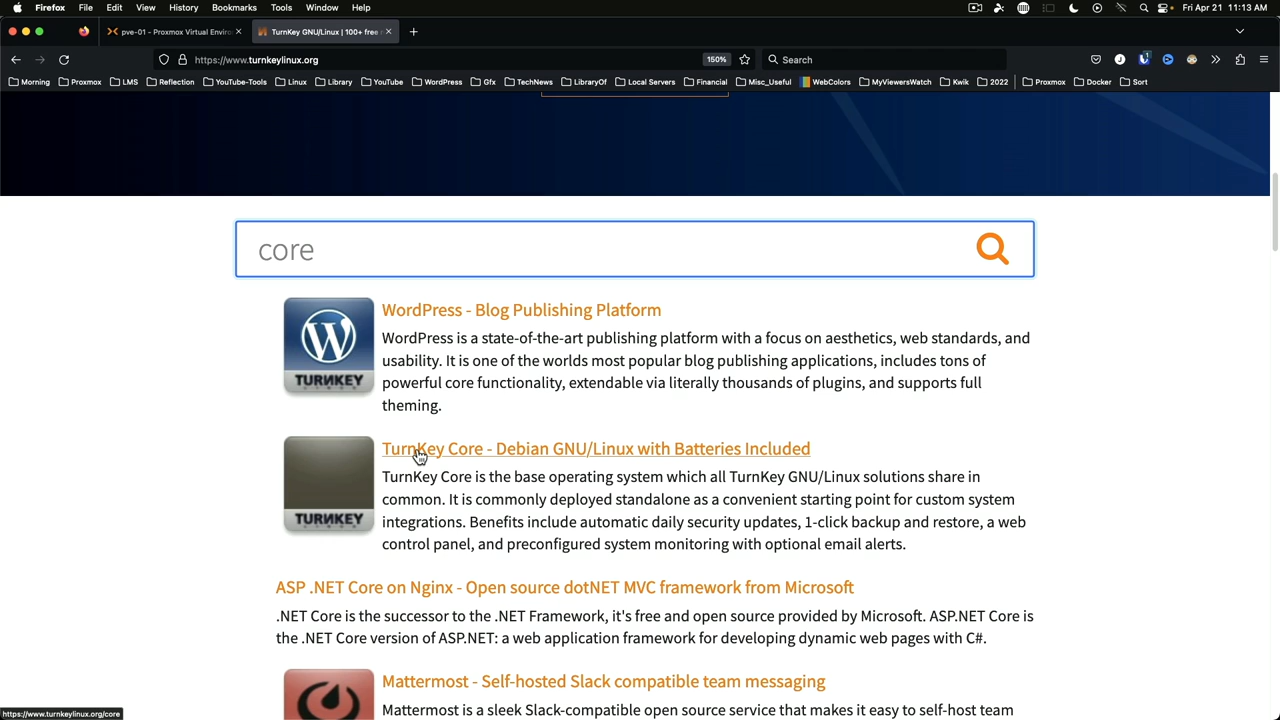 Firefox File Edit View History Bookmarks Tools Window Help Fri Apr 21 11:13 AM
pve-01 - Proxmox Virtual Enviro TurnKey GNU/Linux | 100+ free
https://www.turnkeylinux.org 150% Search
Morning Proxmox LMS Reflection YouTube-Tools Linux Library YouTube WordPress Gfx TechNews LibraryOf Local Servers Financial Misc_Useful WebColors MyViewersWatch Kwik 2022 Proxmox Docker Sort
core
WordPress - Blog Publishing Platform
WordPress is a state-of-the-art publishing platform with a focus on aesthetics, web standards, and
usability. It is one of the worlds most popular blog publishing applications, includes tons of
powerful core functionality, extendable via literally thousands of plugins, and supports full
theming.
TURNKEY
LINUX
TurnKey Core - Debian GNU/Linux with Batteries Included
TurnKey Core is the base operating system which all TurnKey GNU/Linux solutions share in
common. It is commonly deployed standalone as a convenient starting point for custom system
integrations. Benefits include automatic daily security updates, 1-click backup and restore, a web
control panel, and preconfigured system monitoring with optional email alerts.
TURNKEY
LINUX
ASP .NET Core on Nginx - Open source dotNET MVC framework from Microsoft
.NET Core is the successor to the .NET Framework, it's free and open source provided by Microsoft. ASP.NET Core is
the .NET Core version of ASP.NET: a web application framework for developing dynamic web pages with C#.
Mattermost - Self-hosted Slack compatible team messaging
Mattermost is a sleek Slack-compatible open source service that makes it easy to self-host team
https://www.turnkeylinux.org/core